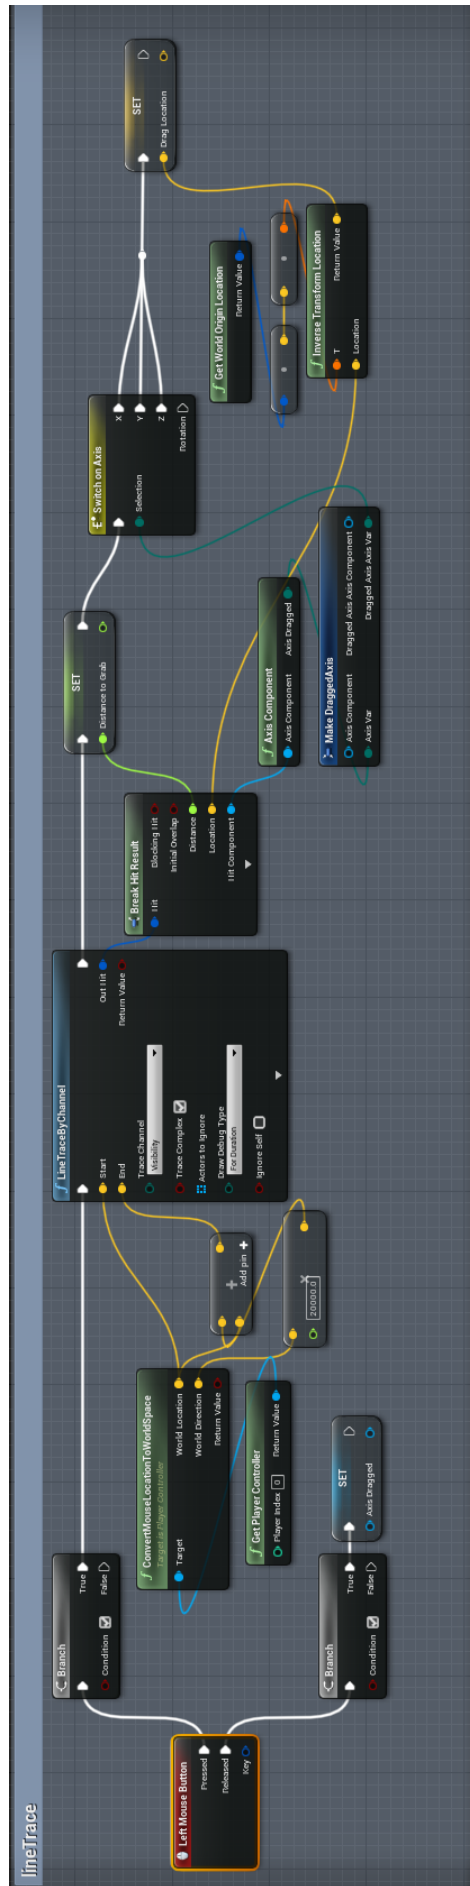 lineTrace
Left Mouse Button
Pressed
Released
Key
Branch
Condition
True
False
Branch
Condition
True
False
SET
Axis Dragged
ConvertMouseLocationToWorldSpace
Target is Player Controller
Target
World Location
World Direction
Return Value
Get Player Controller
Player Index 0
Return Value
Add pin +
20000.0
LineTraceByChannel
Start
End
Trace Channel
Visibility
Trace Complex
Actors to Ignore
Draw Debug Type
For Duration
Ignore Self
Out Hit
Return Value
Break Hit Result
Hit
Blocking Hit
Initial Overlap
Distance
Location
Hit Component
SET
Distance to Grab
Axis Component
Axis Component
Axis Dragged
Make DraggedAxis
Axis Component
Dragged Axis Axis Component
Axis Var
Dragged Axis Axis Var
Switch on Axis
Selection
X
Y
Z
Rotation
Get World Origin Location
Return Value
Inverse Transform Location
T
Location
Return Value
SET
Drag Location